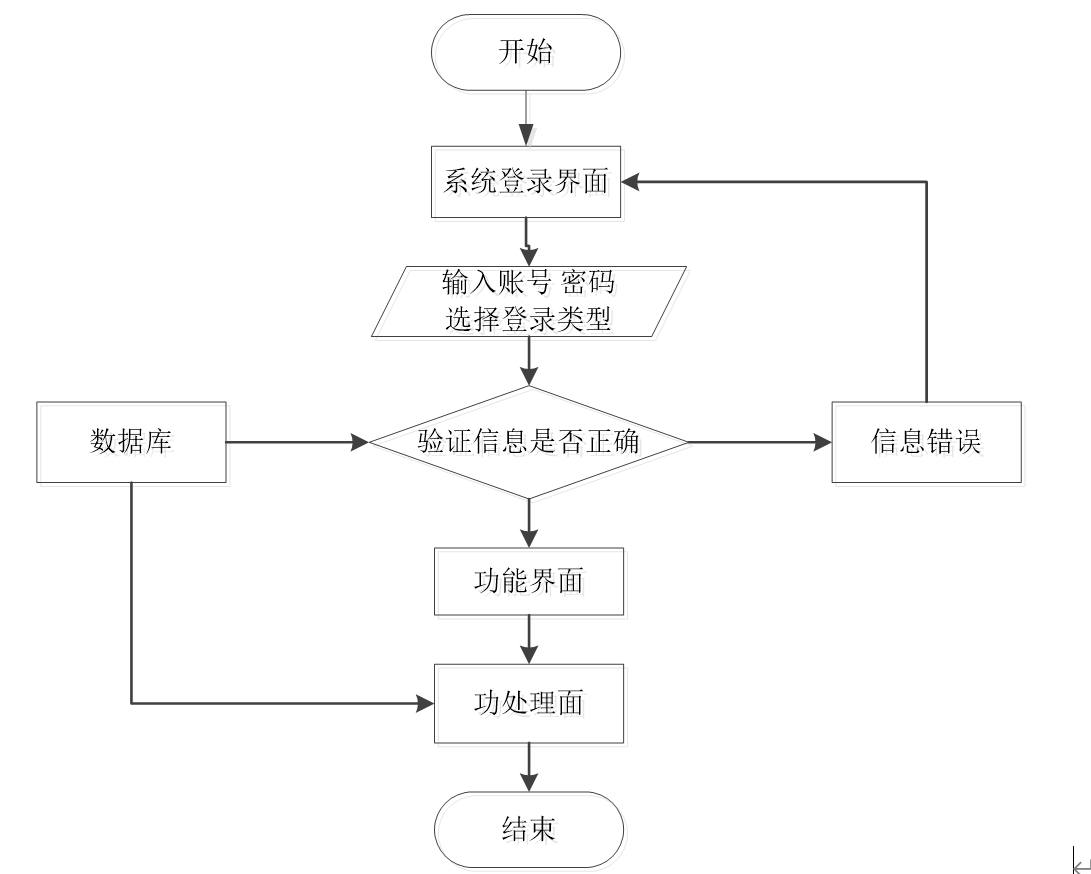 开始
系统登录界面
输入账号 密码
选择登录类型
数据库
验证信息是否正确
信息错误
功能界面
功处理面
结束